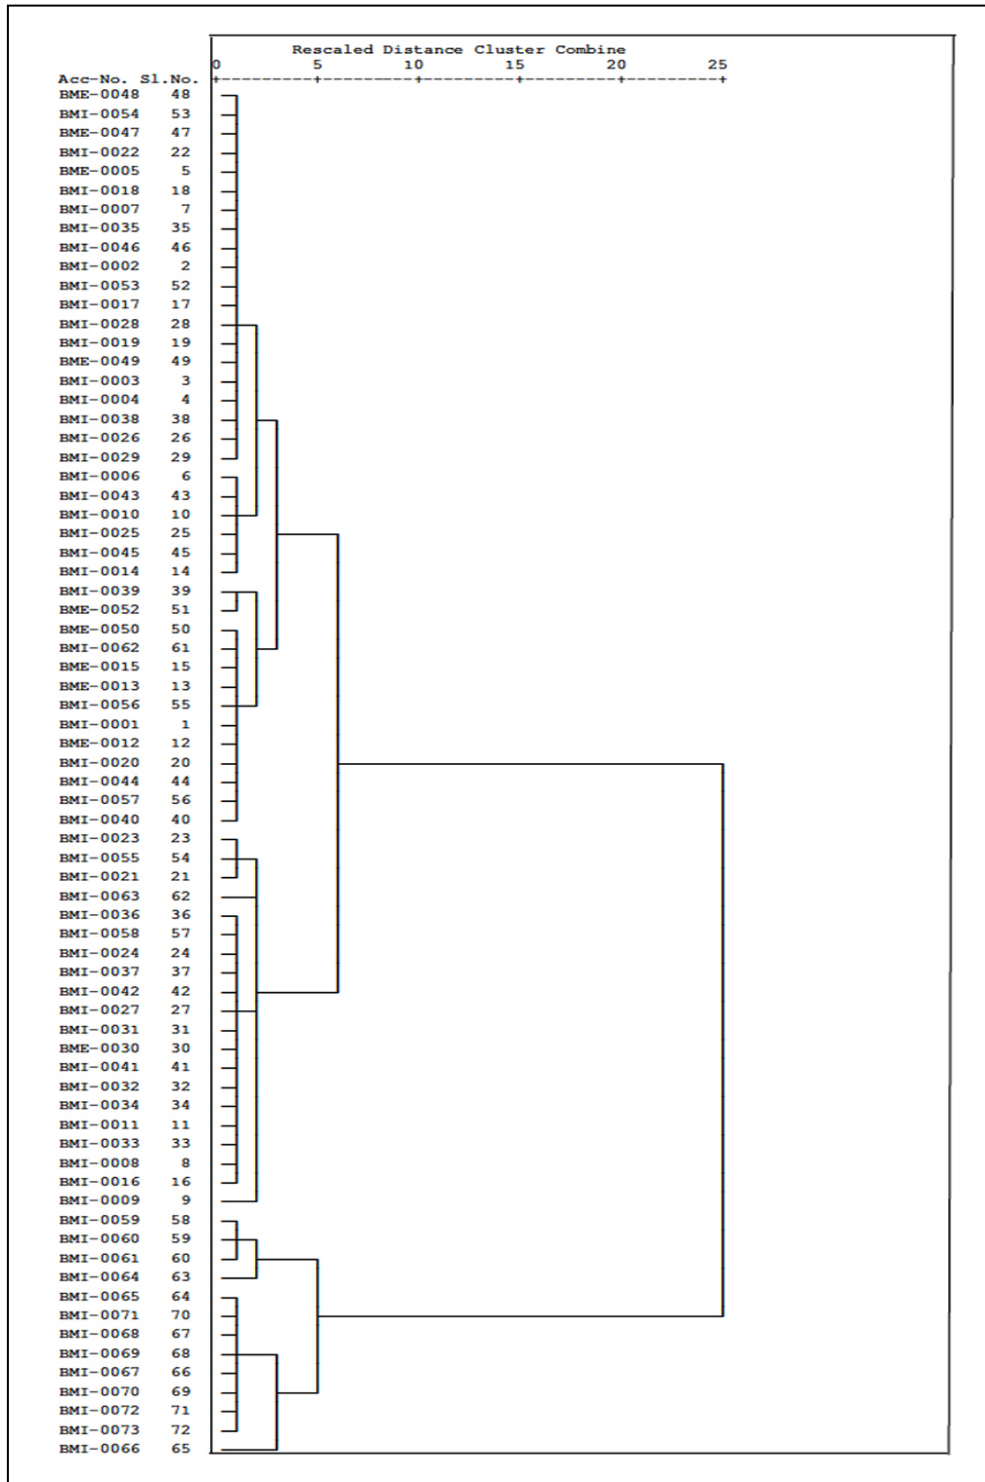 Rescaled Distance Cluster Combine
0 5 10 15 20 25
Acc-No. Sl.No. +---------+---------+---------+---------+---------+
BME-0048 48
BMI-0054 53
BME-0047 47
BMI-0022 22
BME-0005 5
BMI-0018 18
BMI-0007 7
BMI-0035 35
BMI-0046 46
BMI-0002 2
BMI-0053 52
BMI-0017 17
BMI-0028 28
BMI-0019 19
BME-0049 49
BMI-0003 3
BMI-0004 4
BMI-0038 38
BMI-0026 26
BMI-0029 29
BMI-0006 6
BMI-0043 43
BMI-0010 10
BMI-0025 25
BMI-0045 45
BMI-0014 14
BMI-0039 39
BME-0052 51
BME-0050 50
BMI-0062 61
BME-0015 15
BME-0013 13
BMI-0056 55
BMI-0001 1
BME-0012 12
BMI-0020 20
BMI-0044 44
BMI-0057 56
BMI-0040 40
BMI-0023 23
BMI-0055 54
BMI-0021 21
BMI-0063 62
BMI-0036 36
BMI-0058 57
BMI-0024 24
BMI-0037 37
BMI-0042 42
BMI-0027 27
BMI-0031 31
BME-0030 30
BMI-0041 41
BMI-0032 32
BMI-0034 34
BMI-0011 11
BMI-0033 33
BMI-0008 8
BMI-0016 16
BMI-0009 9
BMI-0059 58
BMI-0060 59
BMI-0061 60
BMI-0064 63
BMI-0065 64
BMI-0071 70
BMI-0068 67
BMI-0069 68
BMI-0067 66
BMI-0070 69
BMI-0072 71
BMI-0073 72
BMI-0066 65